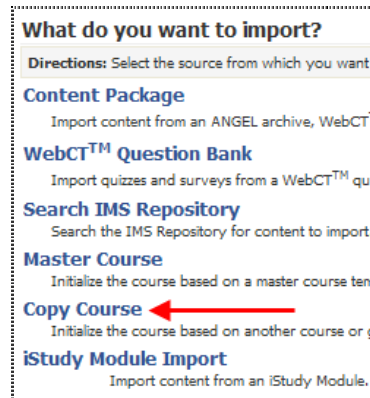 What do you want to import?
Directions: Select the source from which you want
Content Package
Import content from an ANGEL archive, WebCT
WebCT™ Question Bank
Import quizzes and surveys from a WebCT™ qu
Search IMS Repository
Search the IMS Repository for content to import
Master Course
Initialize the course based on a master course ten
Copy Course
Initialize the course based on another course or g
iStudy Module Import
Import content from an iStudy Module.